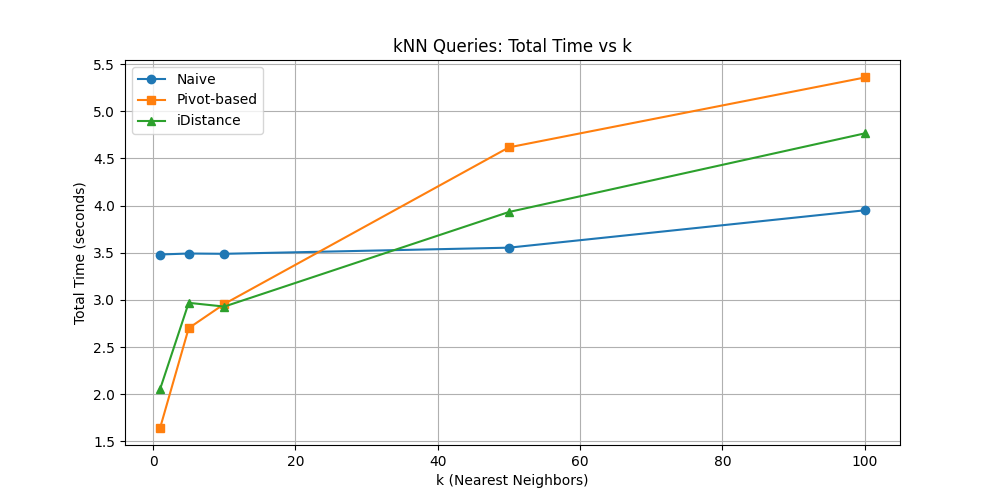 kNN Queries: Total Time vs k
Naive
Pivot-based
iDistance
Total Time (seconds)
5.5
5.0
4.5
4.0
3.5
3.0
2.5
2.0
1.5
0 20 40 60 80 100
k (Nearest Neighbors)